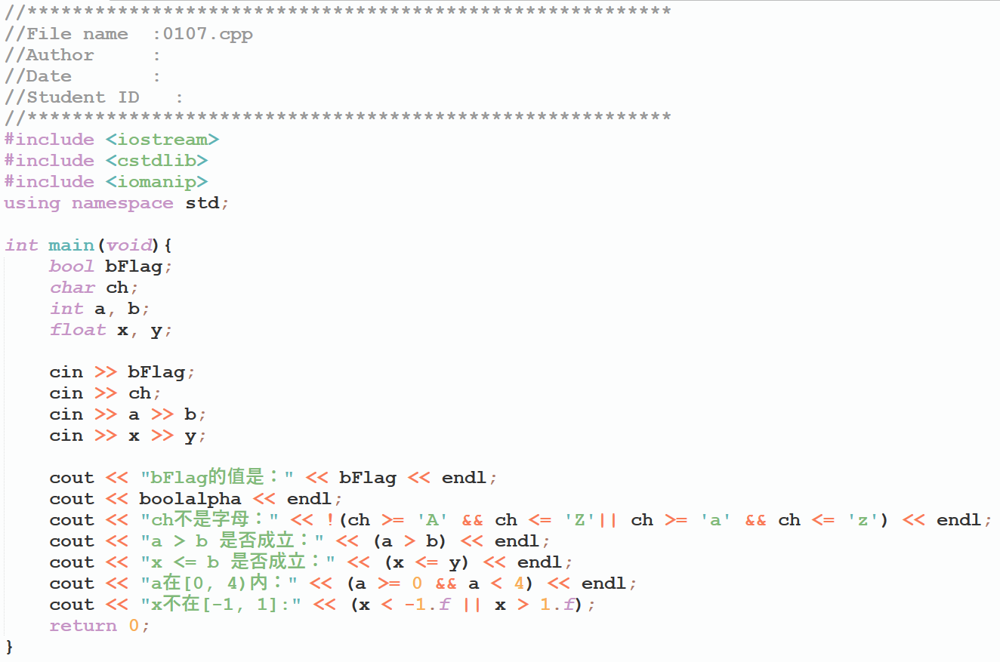 //*********************************************************
//File name  :0107.cpp
//Author     :
//Date       :
//Student ID   :
//*********************************************************
#include <iostream>
#include <cstdlib>
#include <iomanip>
using namespace std;
int main(void){
    bool bFlag;
    char ch;
    int a, b;
    float x, y;
    cin >> bFlag;
    cin >> ch;
    cin >> a >> b;
    cin >> x >> y;
    cout << "bFlag的值是：" << bFlag << endl;
    cout << boolalpha << endl;
    cout << "ch不是字母：" << !(ch >= 'A' && ch <= 'Z'|| ch >= 'a' && ch <= 'z') << endl;
    cout << "a > b 是否成立：" << (a > b) << endl;
    cout << "x <= b 是否成立：" << (x <= y) << endl;
    cout << "a在[0, 4)内：" << (a >= 0 && a < 4) << endl;
    cout << "x不在[-1, 1]:" << (x < -1.f || x > 1.f);
    return 0;
}